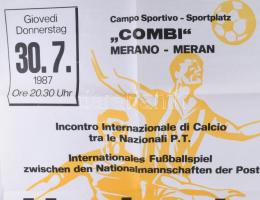 Giovedi
Donnerstag
30.7.
1987
Ore 20.30 Uhr
Campo Sportivo - Sportplatz
„COMBI“
MERANO - MERAN
Incontro Internazionale di Calcio
tra le Nazionali P.T.
Internationales Fußballspiel
zwischen den Nationalmannschaften der Post